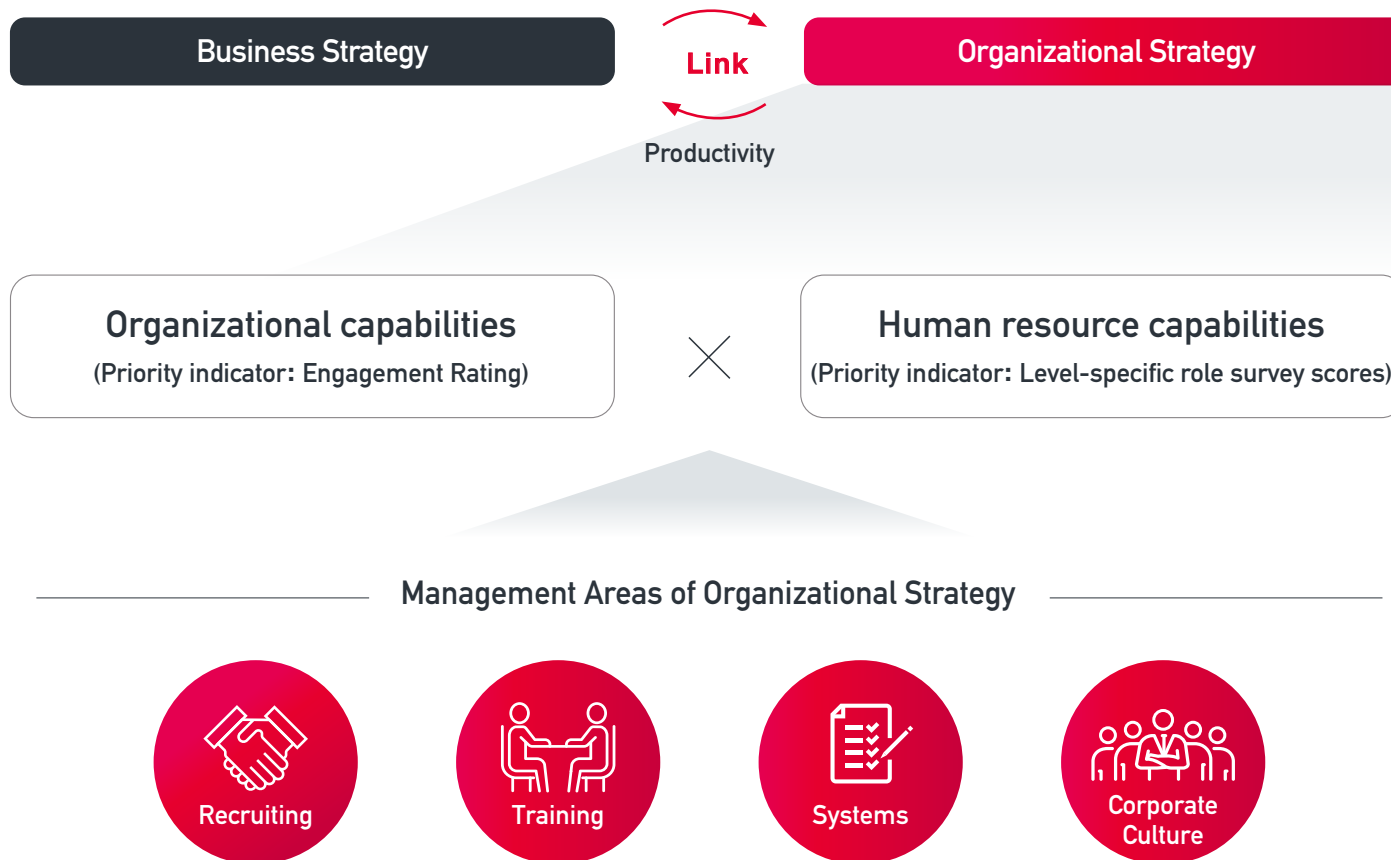 Business Strategy
Link
Organizational Strategy
Productivity
Organizational capabilities
(Priority indicator: Engagement Rating)
Human resource capabilities
(Priority indicator: Level-specific role survey scores)
Management Areas of Organizational Strategy
Recruiting
Training
Systems
Corporate
Culture